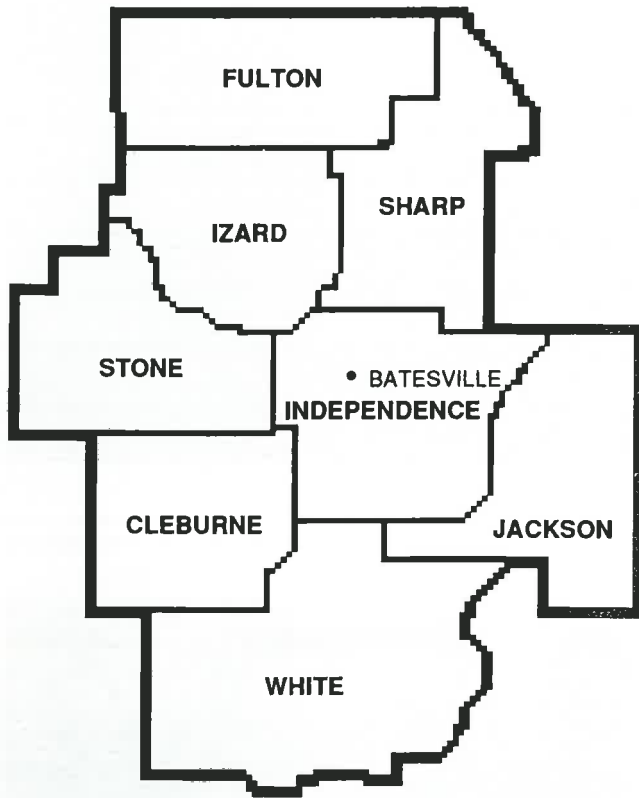 FULTON
SHARP
IZARD
STONE
BATESVILLE
INDEPENDENCE
CLEBURNE
JACKSON
WHITE